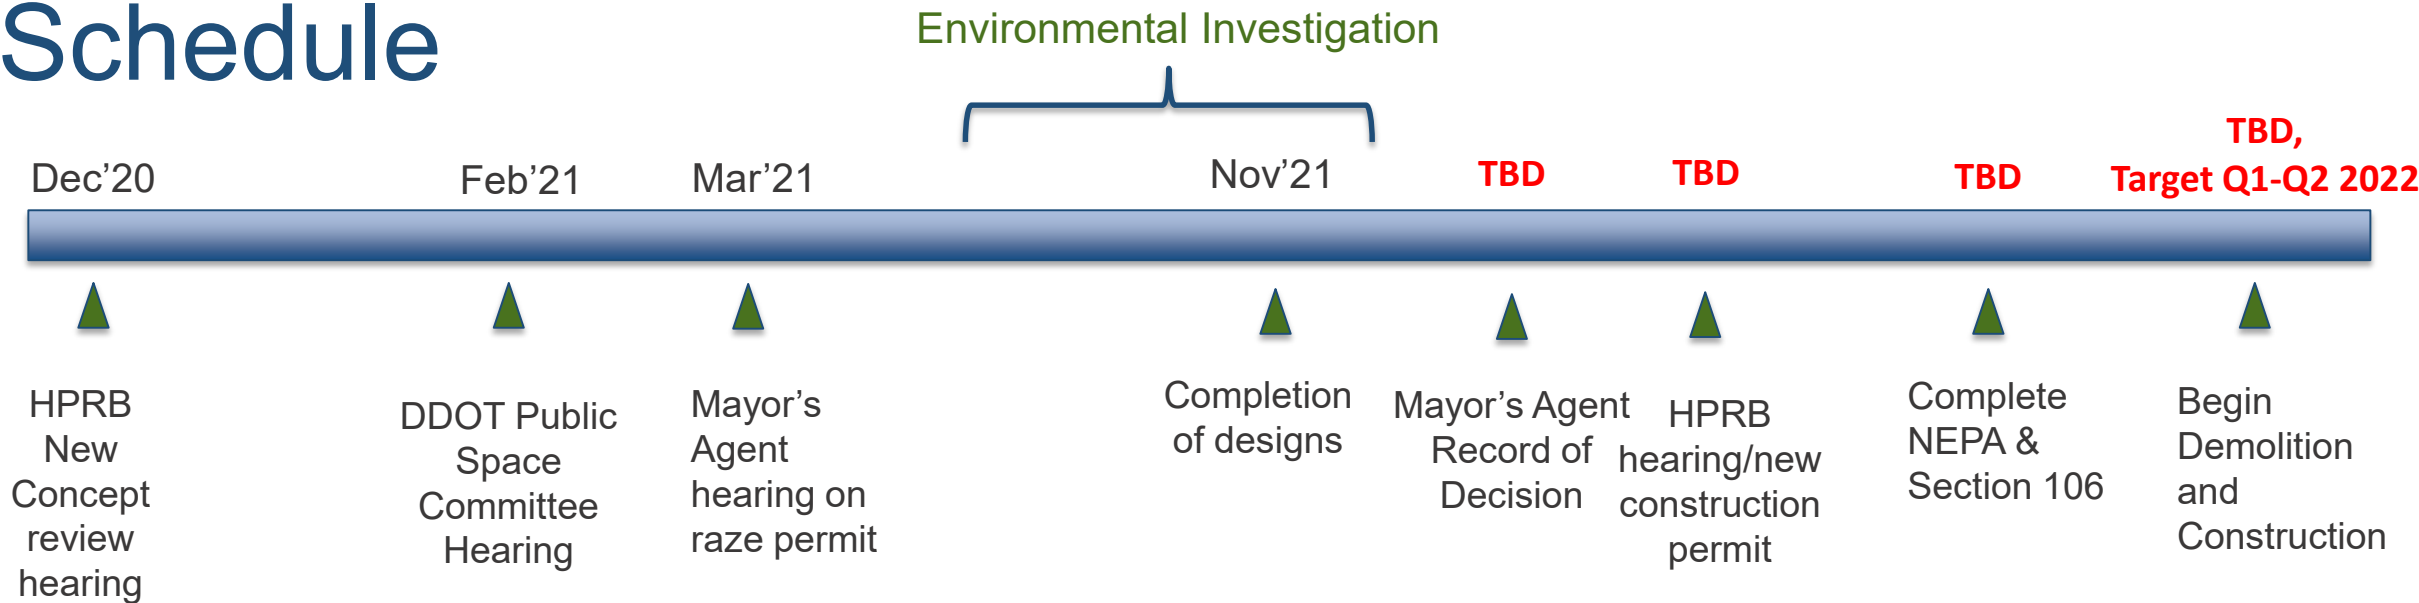 Schedule
Environmental Investigation
Dec’20
Feb’21
Mar’21
Nov’21
TBD
TBD
TBD
TBD,
Target Q1-Q2 2022
HPRB
New
Concept
review
hearing
DDOT Public
Space
Committee
Hearing
Mayor’s
Agent
hearing on
raze permit
Completion
of designs
Mayor’s Agent
Record of
Decision
HPRB
hearing/new
construction
permit
Complete
NEPA &
Section 106
Begin
Demolition
and
Construction